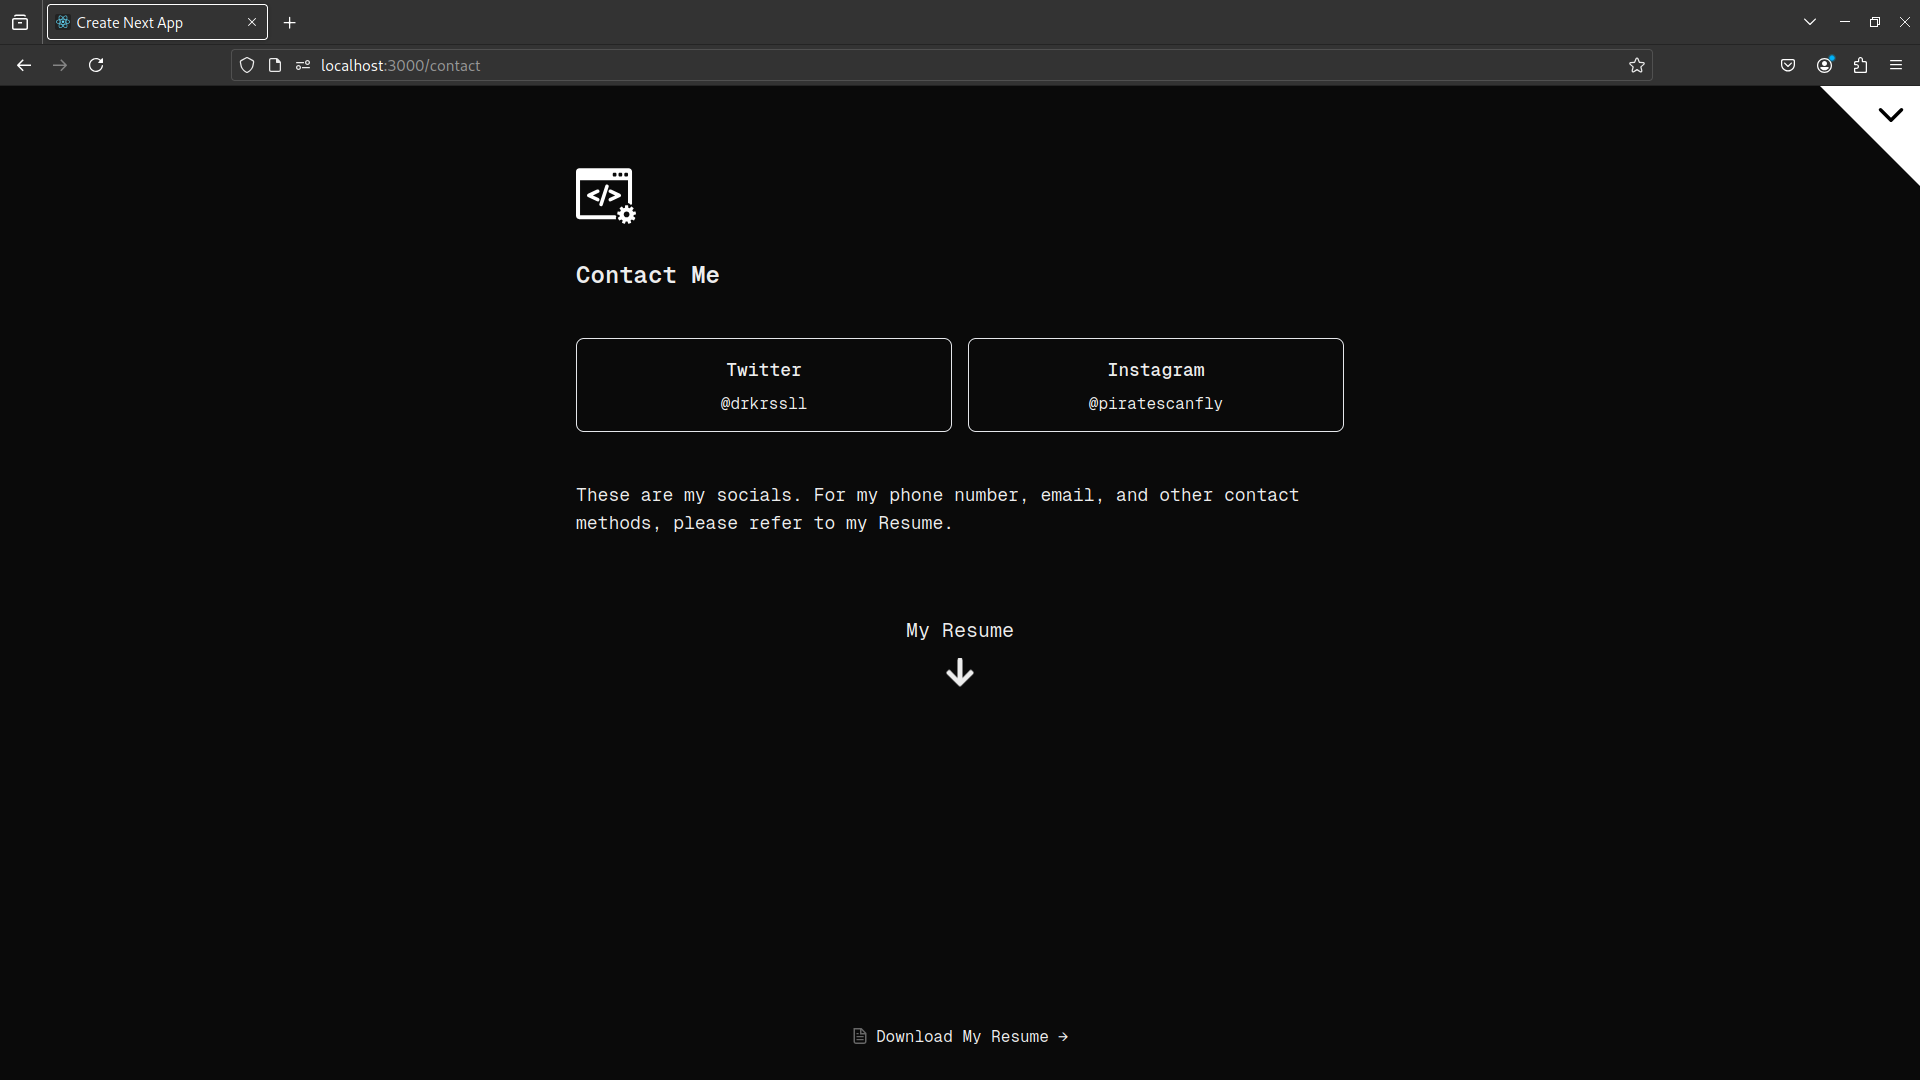 Create Next App
localhost:3000/contact
</>
Contact Me
Twitter
@drkrssll
Instagram
@piratescanfly
These are my socials. For my phone number, email, and other contact
methods, please refer to my Resume.
My Resume
Download My Resume →